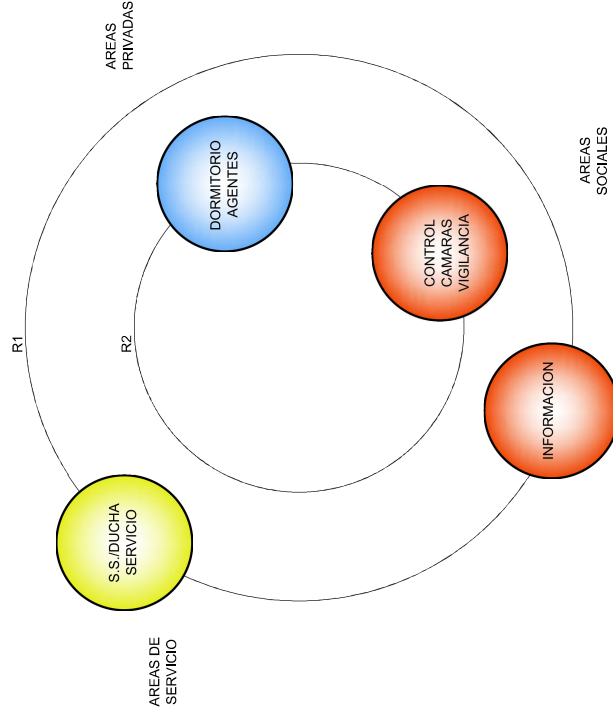 AREAS
PRIVADAS
R1
R2
DORMITORIO
AGENTES
AREAS
SOCIALES
CONTROL
CAMARAS
VIGILANCIA
INFORMACION
S.S./DUCHA
SERVICIO
AREAS DE
SERVICIO